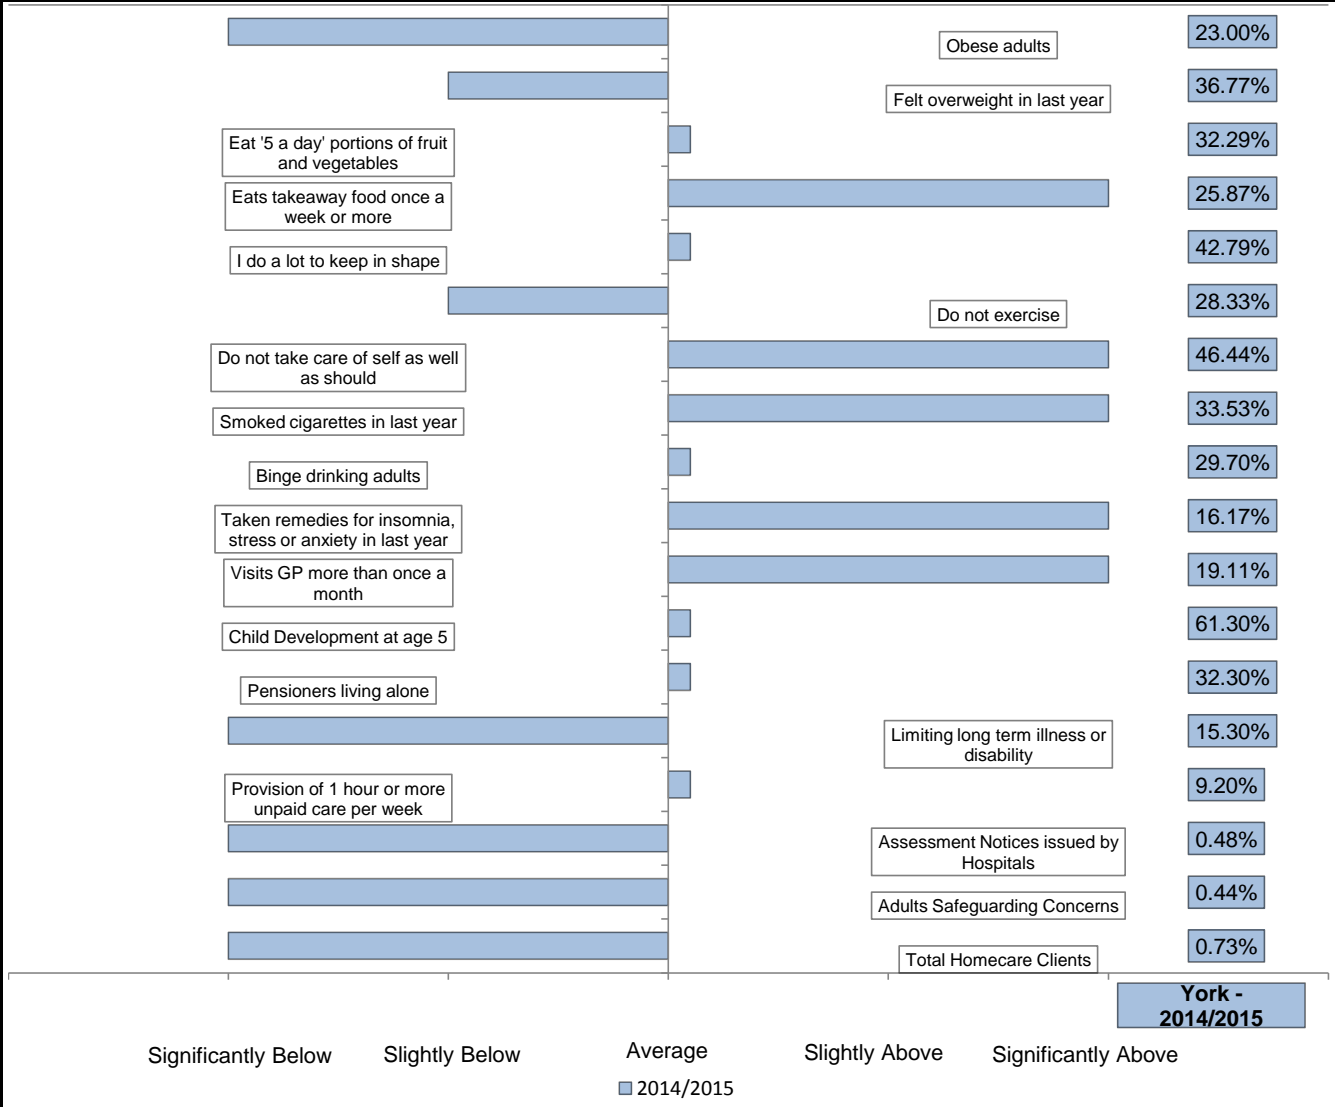 Obese adults
23.00%
Felt overweight in last year
36.77%
Eat '5 a day' portions of fruit
and vegetables
32.29%
Eats takeaway food once a
week or more
25.87%
I do a lot to keep in shape
42.79%
Do not exercise
28.33%
Do not take care of self as well
as should
46.44%
Smoked cigarettes in last year
33.53%
Binge drinking adults
29.70%
Taken remedies for insomnia,
stress or anxiety in last year
16.17%
Visits GP more than once a
month
19.11%
Child Development at age 5
61.30%
Pensioners living alone
32.30%
Limiting long term illness or
disability
15.30%
Provision of 1 hour or more
unpaid care per week
9.20%
Assessment Notices issued by
Hospitals
0.48%
Adults Safeguarding Concerns
0.44%
Total Homecare Clients
0.73%
York -
2014/2015
Significantly Below
Slightly Below
Average
Slightly Above
Significantly Above
2014/2015